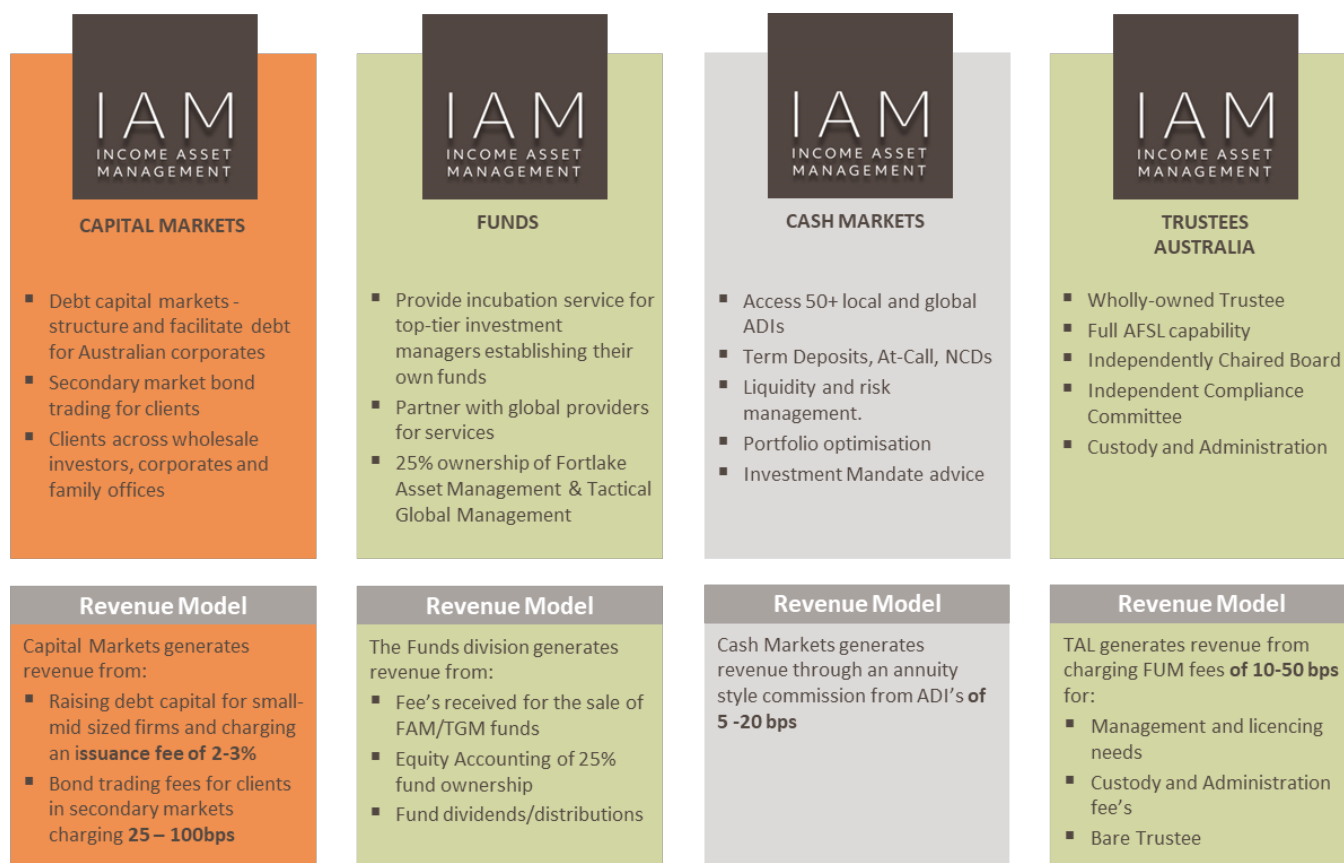 IAM
INCOME ASSET
MANAGEMENT
CAPITAL MARKETS
▪ Debt capital markets -
structure and facilitate debt
for Australian corporates
▪ Secondary market bond
trading for clients
▪ Clients across wholesale
investors, corporates and
family offices
Revenue Model
Capital Markets generates
revenue from:
▪ Raising debt capital for small-
mid sized firms and charging
an issuance fee of 2-3%
▪ Bond trading fees for clients
in secondary markets
charging 25 – 100bps
IAM
INCOME ASSET
MANAGEMENT
FUNDS
▪ Provide incubation service for
top-tier investment
managers establishing their
own funds
▪ Partner with global providers
for services
▪ 25% ownership of Fortlake
Asset Management & Tactical
Global Management
Revenue Model
The Funds division generates
revenue from:
▪ Fee's received for the sale of
FAM/TGM funds
▪ Equity Accounting of 25%
fund ownership
▪ Fund dividends/distributions
IAM
INCOME ASSET
MANAGEMENT
CASH MARKETS
▪ Access 50+ local and global
ADIs
▪ Term Deposits, At-Call, NCDs
▪ Liquidity and risk
management.
▪ Portfolio optimisation
▪ Investment Mandate advice
Revenue Model
Cash Markets generates
revenue through an annuity
style commission from ADI's of
5 -20 bps
IAM
INCOME ASSET
MANAGEMENT
TRUSTEES
AUSTRALIA
▪ Wholly-owned Trustee
▪ Full AFSL capability
▪ Independently Chaired Board
▪ Independent Compliance
Committee
▪ Custody and Administration
Revenue Model
TAL generates revenue from
charging FUM fees of 10-50 bps
for:
▪ Management and licencing
needs
▪ Custody and Administration
fee's
▪ Bare Trustee